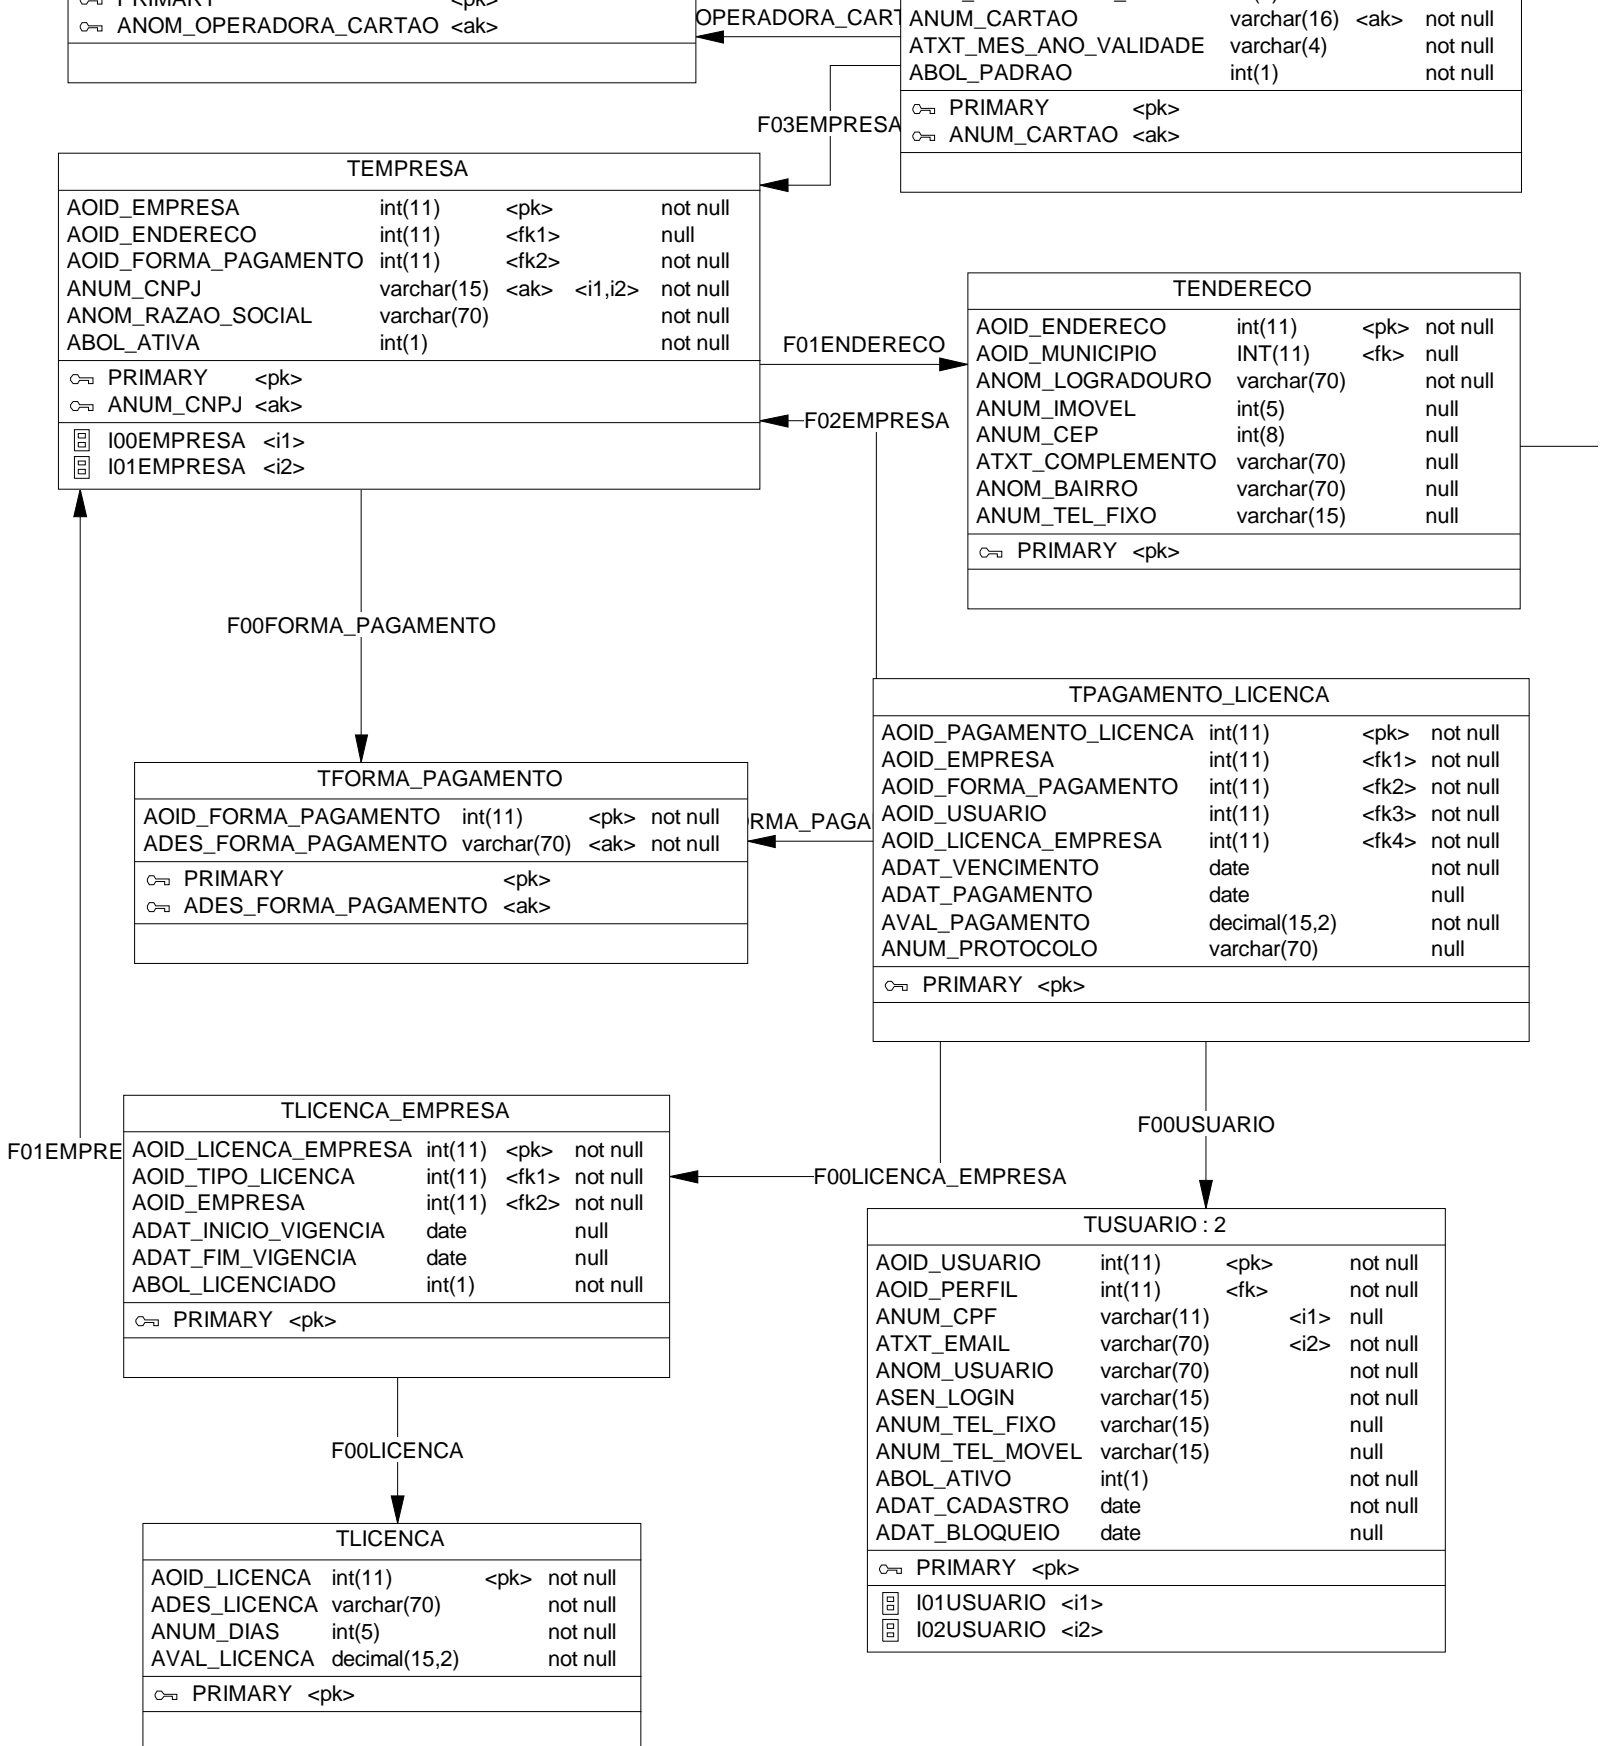 PRIMARY <pk>
ANOM_OPERADORA_CARTAO <ak>
OPERADORA_CART
ANUM_CARTAO varchar(16) <ak> not null
ATXT_MES_ANO_VALIDADE varchar(4) not null
ABOL_PADRAO int(1) not null
PRIMARY <pk>
ANUM_CARTAO <ak>
F03EMPRESA
TEMPRESA
AOID_EMPRESA int(11) <pk> not null
AOID_ENDERECO int(11) <fk1> null
AOID_FORMA_PAGAMENTO int(11) <fk2> not null
ANUM_CNPJ varchar(15) <ak> <i1,i2> not null
ANOM_RAZAO_SOCIAL varchar(70) not null
ABOL_ATIVA int(1) not null
PRIMARY <pk>
ANUM_CNPJ <ak>
I00EMPRESA <i1>
I01EMPRESA <i2>
F01ENDERECO
F02EMPRESA
TENDERECO
AOID_ENDERECO int(11) <pk> not null
AOID_MUNICIPIO INT(11) <fk> null
ANOM_LOGRADOURO varchar(70) not null
ANUM_IMOVEL int(5) null
ANUM_CEP int(8) null
ATXT_COMPLEMENTO varchar(70) null
ANOM_BAIRRO varchar(70) null
ANUM_TEL_FIXO varchar(15) null
PRIMARY <pk>
F00FORMA_PAGAMENTO
TFORMA_PAGAMENTO
AOID_FORMA_PAGAMENTO int(11) <pk> not null
ADES_FORMA_PAGAMENTO varchar(70) <ak> not null
PRIMARY <pk>
ADES_FORMA_PAGAMENTO <ak>
RMA_PAGA
TPAGAMENTO_LICENCA
AOID_PAGAMENTO_LICENCA int(11) <pk> not null
AOID_EMPRESA int(11) <fk1> not null
AOID_FORMA_PAGAMENTO int(11) <fk2> not null
AOID_USUARIO int(11) <fk3> not null
AOID_LICENCA_EMPRESA int(11) <fk4> not null
ADAT_VENCIMENTO date not null
ADAT_PAGAMENTO date null
AVAL_PAGAMENTO decimal(15,2) not null
ANUM_PROTOCOLO varchar(70) null
PRIMARY <pk>
F01EMPRE
TLICENCA_EMPRESA
AOID_LICENCA_EMPRESA int(11) <pk> not null
AOID_TIPO_LICENCA int(11) <fk1> not null
AOID_EMPRESA int(11) <fk2> not null
ADAT_INICIO_VIGENCIA date null
ADAT_FIM_VIGENCIA date null
ABOL_LICENCIADO int(1) not null
PRIMARY <pk>
F00LICENCA_EMPRESA
F00USUARIO
TUSUARIO : 2
AOID_USUARIO int(11) <pk> not null
AOID_PERFIL int(11) <fk> not null
ANUM_CPF varchar(11) <i1> null
ATXT_EMAIL varchar(70) <i2> not null
ANOM_USUARIO varchar(70) not null
ASEN_LOGIN varchar(15) not null
ANUM_TEL_FIXO varchar(15) null
ANUM_TEL_MOVEL varchar(15) null
ABOL_ATIVO int(1) not null
ADAT_CADASTRO date not null
ADAT_BLOQUEIO date null
PRIMARY <pk>
I01USUARIO <i1>
I02USUARIO <i2>
F00LICENCA
TLICENCA
AOID_LICENCA int(11) <pk> not null
ADES_LICENCA varchar(70) not null
ANUM_DIAS int(5) not null
AVAL_LICENCA decimal(15,2) not null
PRIMARY <pk>